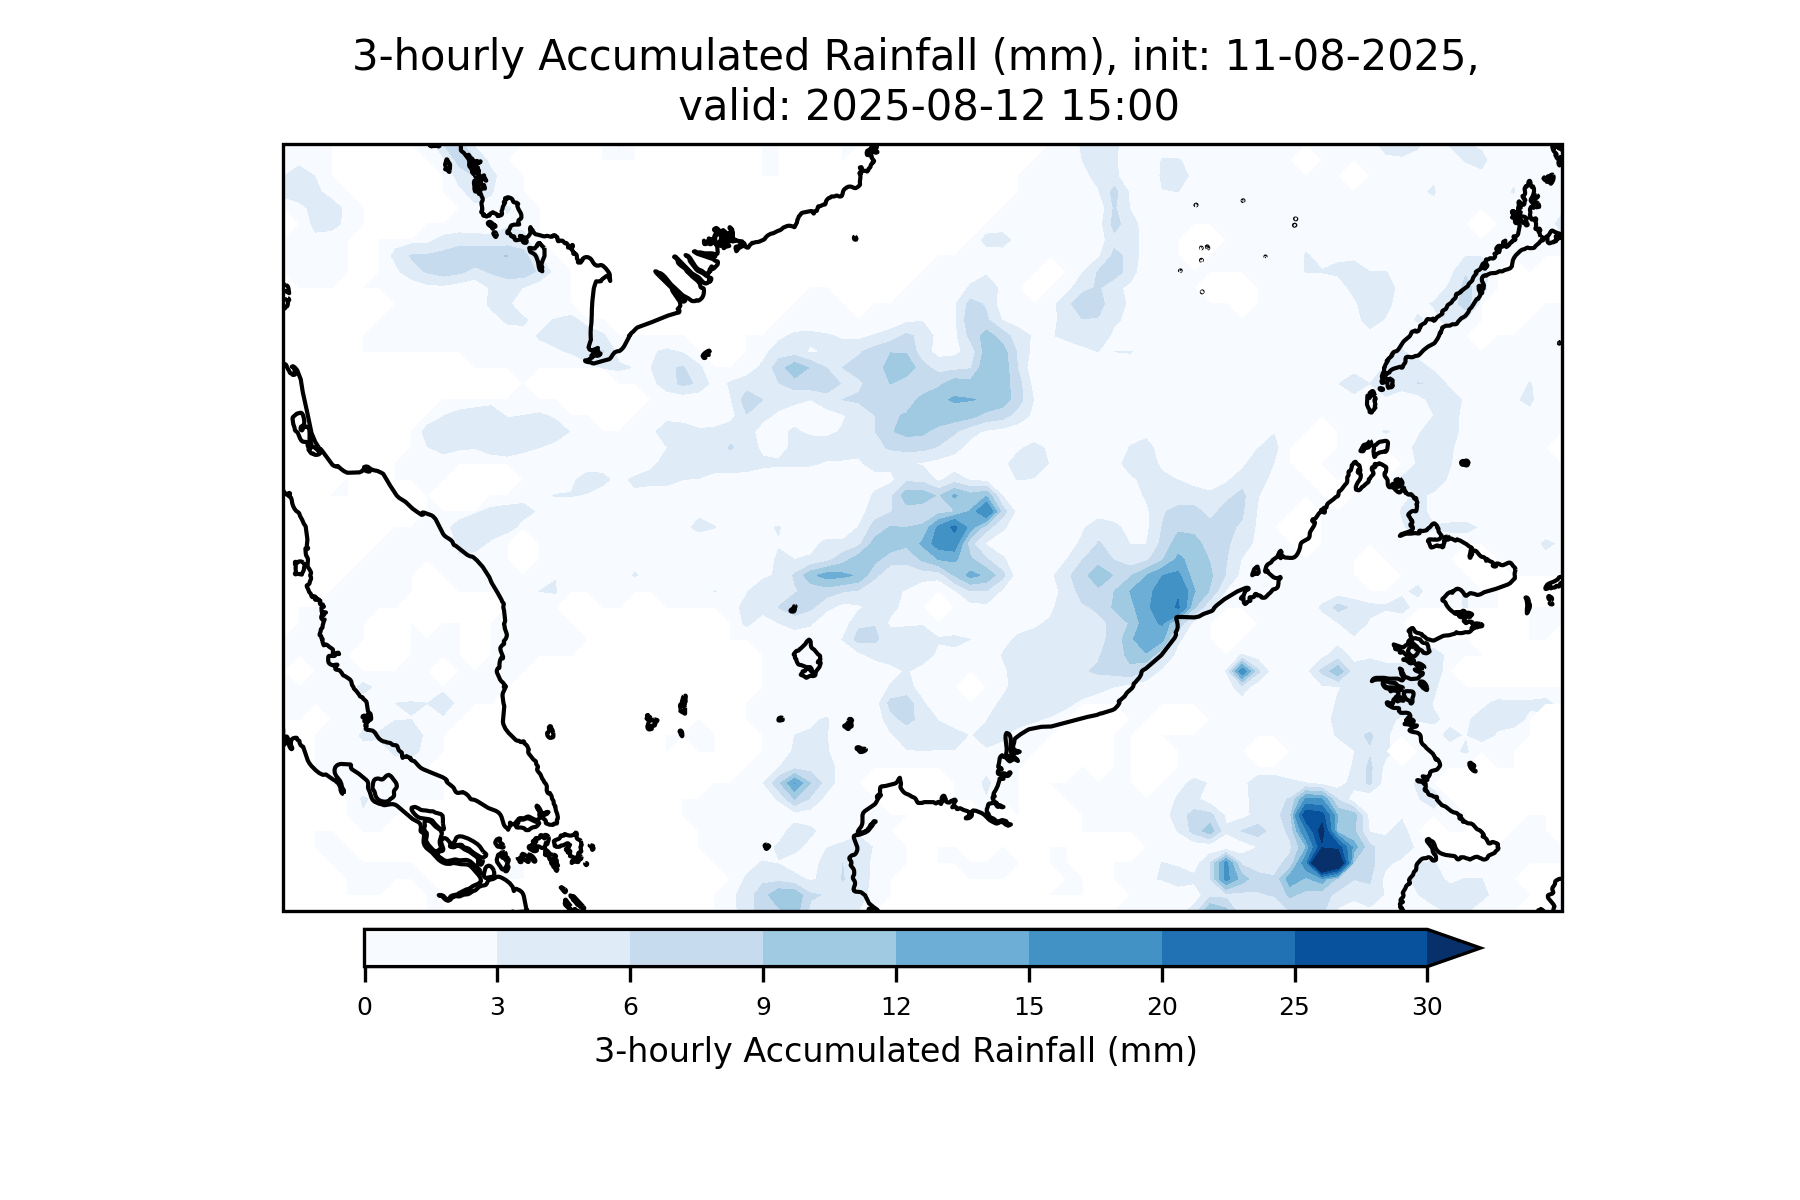 3-hourly Accumulated Rainfall (mm), init: 11-08-2025,
valid: 2025-08-12 15:00
0 3 6 9 12 15 20 25 30
3-hourly Accumulated Rainfall (mm)